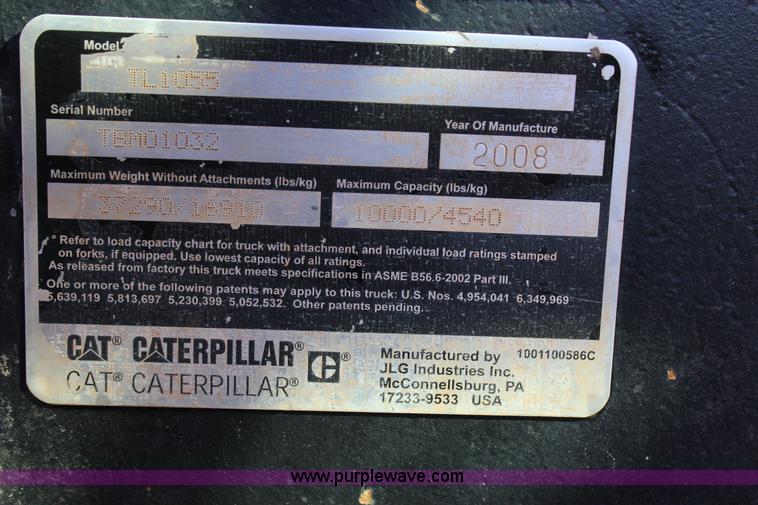 Model
TL1055
Serial Number
TBM01032
Year Of Manufacture
2008
Maximum Weight Without Attachments (lbs/kg)
37290/16910
Maximum Capacity (lbs/kg)
10000/4540
* Refer to load capacity chart for truck with attachment, and individual load ratings stamped
on forks, if equipped. Use lowest capacity of all ratings.
As released from factory this truck meets specifications in ASME B56.6-2002 Part III.
One or more of the following patents may apply to this truck: U.S. Nos. 4,954,041 6,349,969
5,639,119 5,813,697 5,230,399 5,052,532. Other patents pending.
CAT® CATERPILLAR® C®
CAT® CATERPILLAR®
Manufactured by 1001100586C
JLG Industries Inc.
McConnellsburg, PA
17233-9533 USA
www.purplewave.com